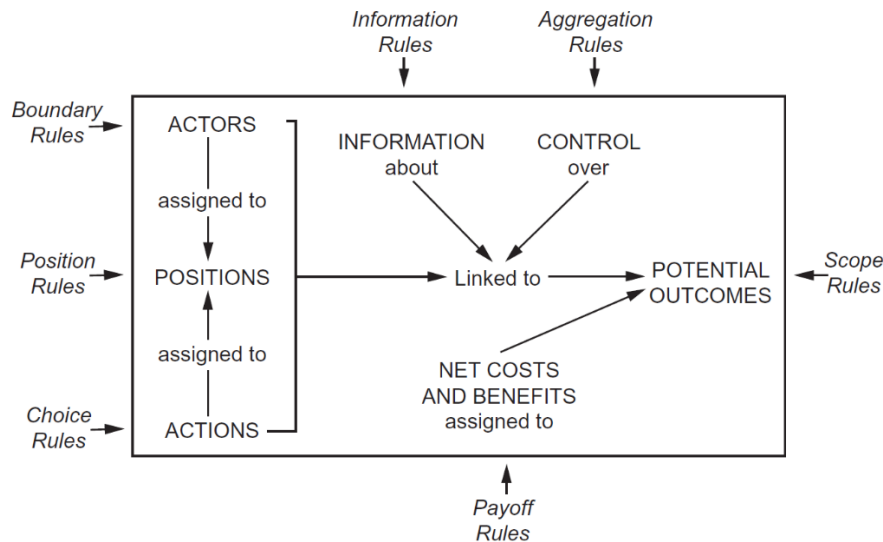 Information
Rules
Aggregation
Rules
Boundary
Rules
ACTORS
INFORMATION
about
CONTROL
over
assigned to
Position
Rules
POSITIONS
Linked to
POTENTIAL
OUTCOMES
Scope
Rules
assigned to
NET COSTS
AND BENEFITS
assigned to
Choice
Rules
ACTIONS
Payoff
Rules